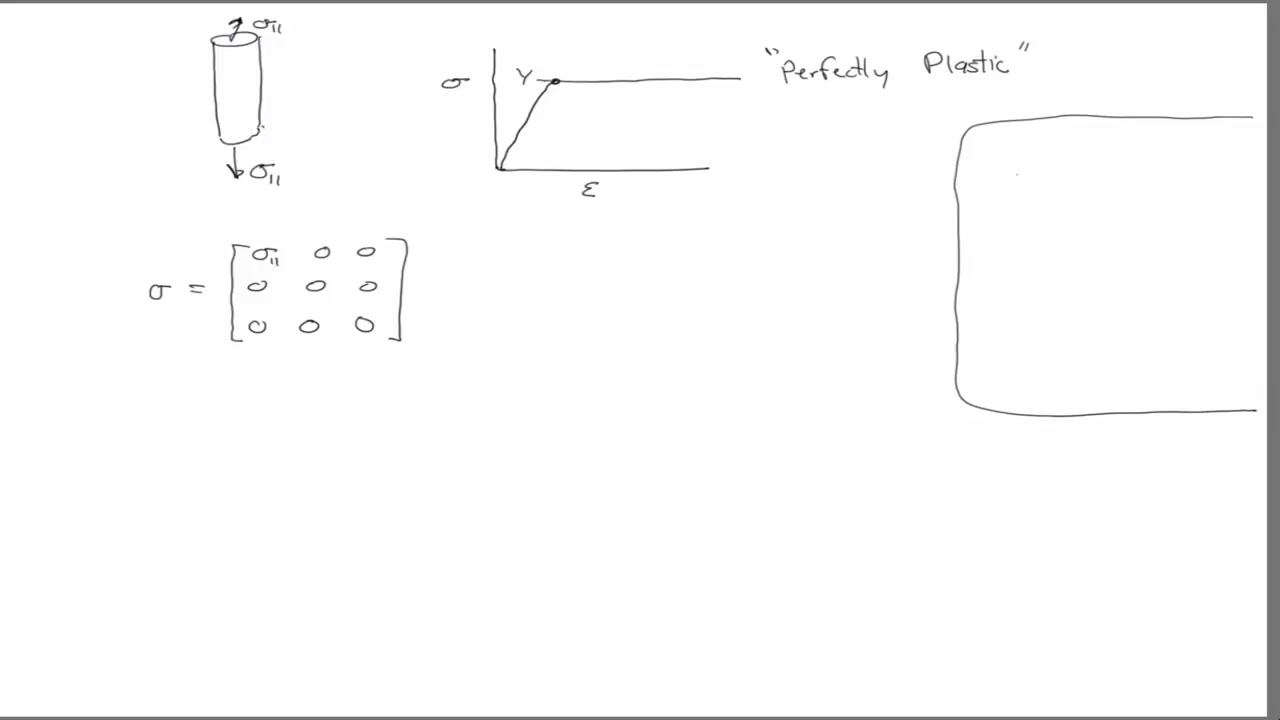 σ₁₁
σ Y "Perfectly Plastic"
σ₁₁
ε
σ = [σ₁₁ 0 0
0 0 0
0 0 0]